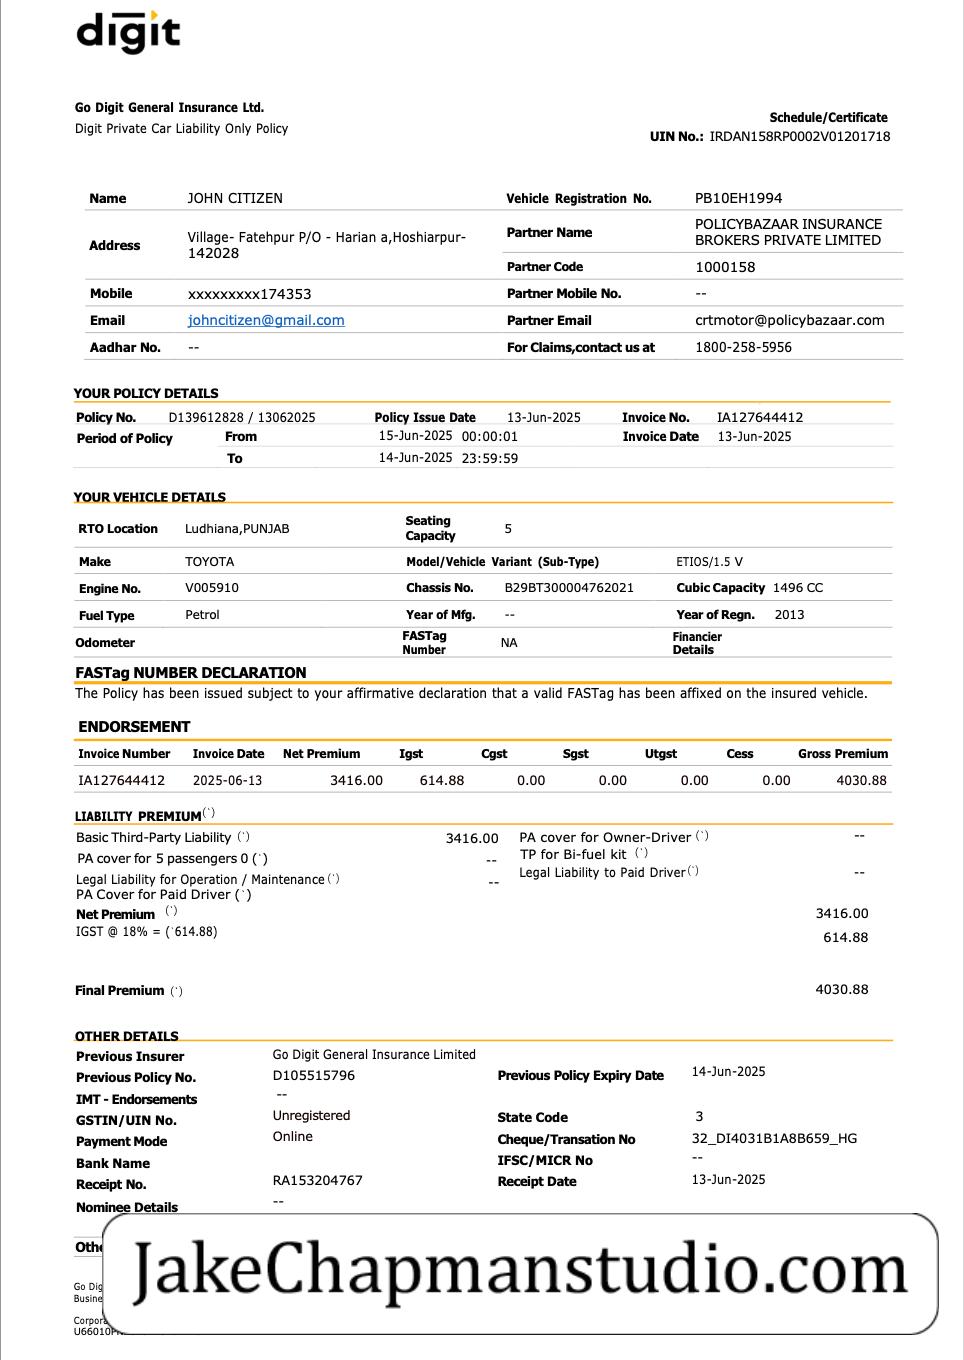 digit
Go Digit General Insurance Ltd.
Digit Private Car Liability Only Policy
Schedule/Certificate
UIN No.: IRDAN158RP0002V01201718
Name JOHN CITIZEN Vehicle Registration No. PB10EH1994
Address Village- Fatehpur P/O - Harian a,Hoshiarpur-
142028
Partner Name POLICYBAZAAR INSURANCE
BROKERS PRIVATE LIMITED
Partner Code 1000158
Mobile xxxxxxxxx174353 Partner Mobile No. --
Email johncitizen@gmail.com Partner Email crtmotor@policybazaar.com
Aadhar No. -- For Claims,contact us at 1800-258-5956
YOUR POLICY DETAILS
Policy No. D139612828 / 13062025 Policy Issue Date 13-Jun-2025 Invoice No. IA127644412
Period of Policy From 15-Jun-2025 00:00:01 Invoice Date 13-Jun-2025
To 14-Jun-2025 23:59:59
YOUR VEHICLE DETAILS
RTO Location Ludhiana,PUNJAB Seating
Capacity 5
Make TOYOTA Model/Vehicle Variant (Sub-Type) ETIOS/1.5 V
Engine No. V005910 Chassis No. B29BT300004762021 Cubic Capacity 1496 CC
Fuel Type Petrol Year of Mfg. -- Year of Regn. 2013
Odometer FASTag
Number NA Financier
Details
FASTag NUMBER DECLARATION
The Policy has been issued subject to your affirmative declaration that a valid FASTag has been affixed on the insured vehicle.
ENDORSEMENT
Invoice Number Invoice Date Net Premium Igst Cgst Sgst Utgst Cess Gross Premium
IA127644412 2025-06-13 3416.00 614.88 0.00 0.00 0.00 0.00 4030.88
LIABILITY PREMIUM(`)
Basic Third-Party Liability (`) 3416.00 PA cover for Owner-Driver (`) --
PA cover for 5 passengers 0 (`) -- TP for Bi-fuel kit (`)
Legal Liability for Operation / Maintenance (`) -- Legal Liability to Paid Driver(`) --
PA Cover for Paid Driver (`)
Net Premium (`) 3416.00
IGST @ 18% = (`614.88) 614.88
Final Premium (`) 4030.88
OTHER DETAILS
Previous Insurer Go Digit General Insurance Limited
Previous Policy No. D105515796 Previous Policy Expiry Date 14-Jun-2025
IMT - Endorsements --
GSTIN/UIN No. Unregistered State Code 3
Payment Mode Online Cheque/Transation No 32_DI4031B1A8B659_HG
Bank Name IFSC/MICR No --
Receipt No. RA153204767 Receipt Date 13-Jun-2025
Nominee Details --
JakeChapmanstudio.com
Go